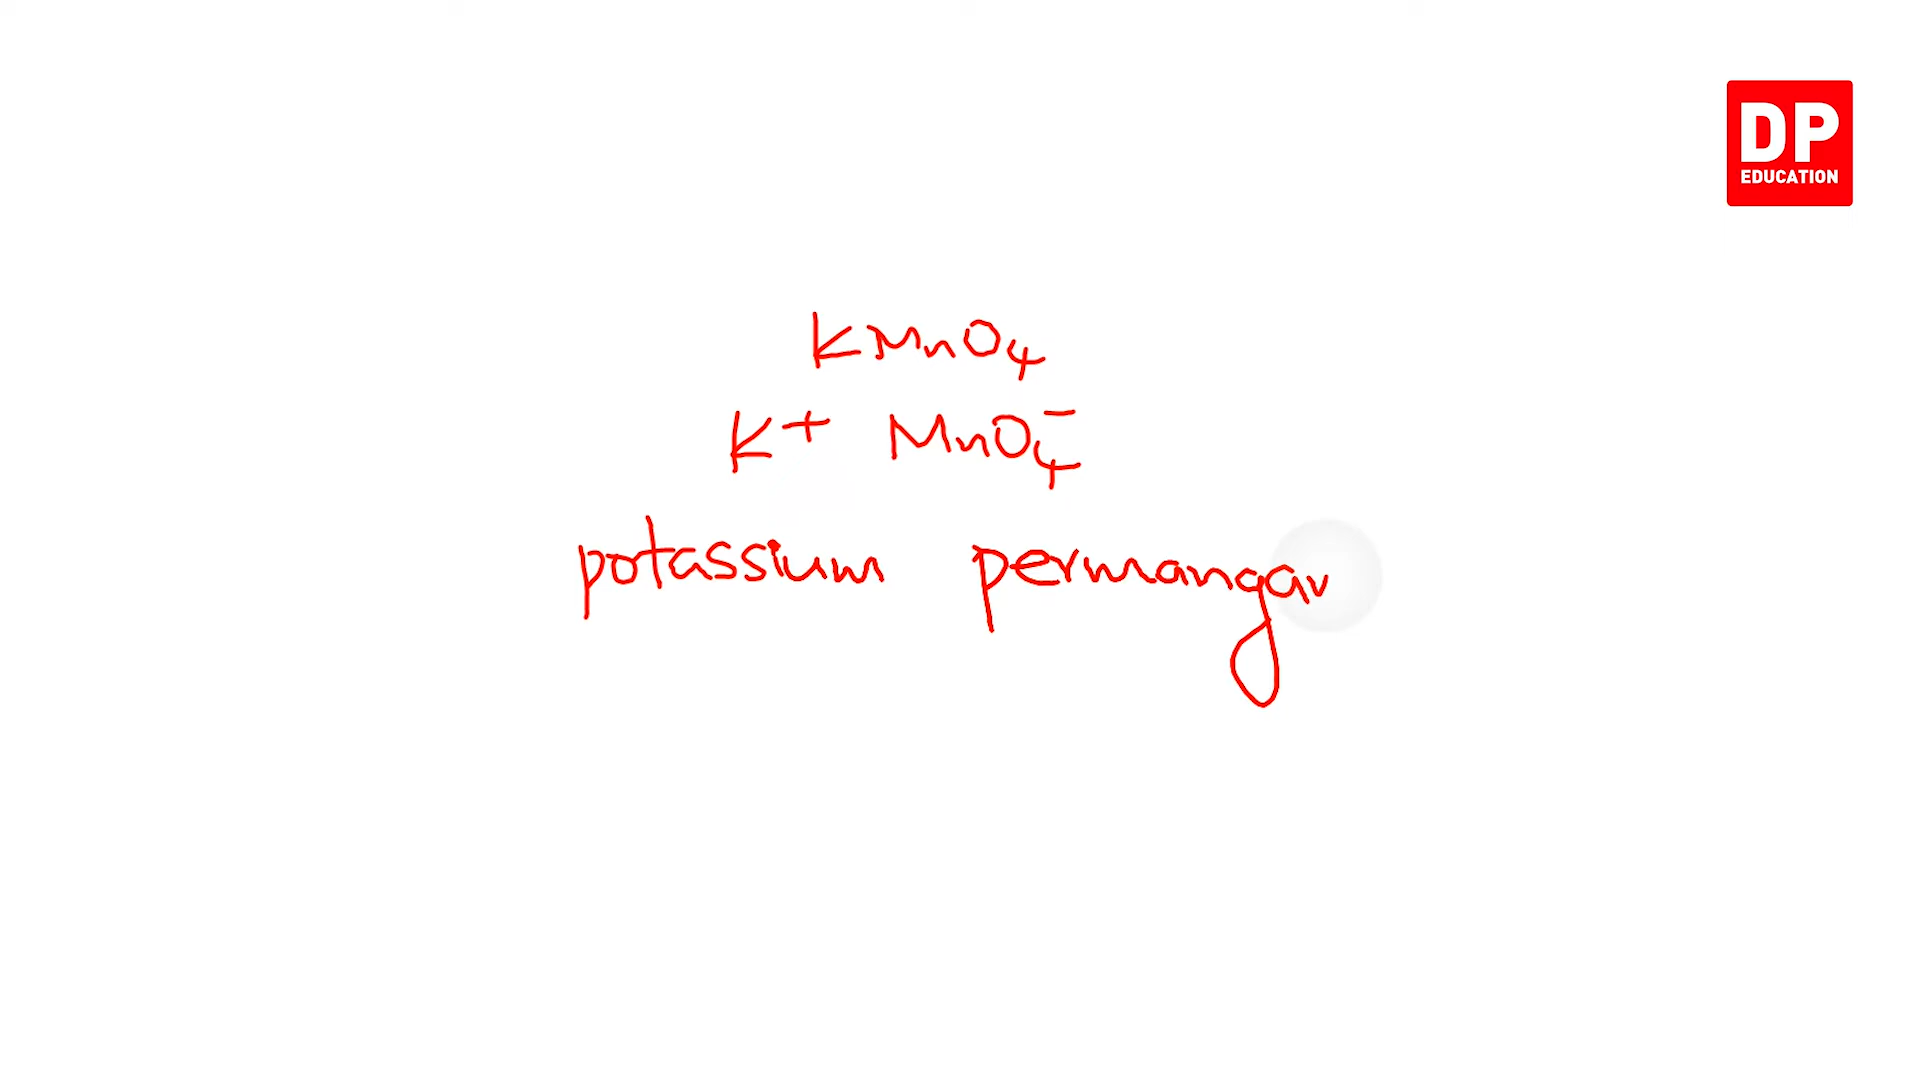 DP
EDUCATION
KMnO₄
K⁺ MnO₄⁻
potassium permangan